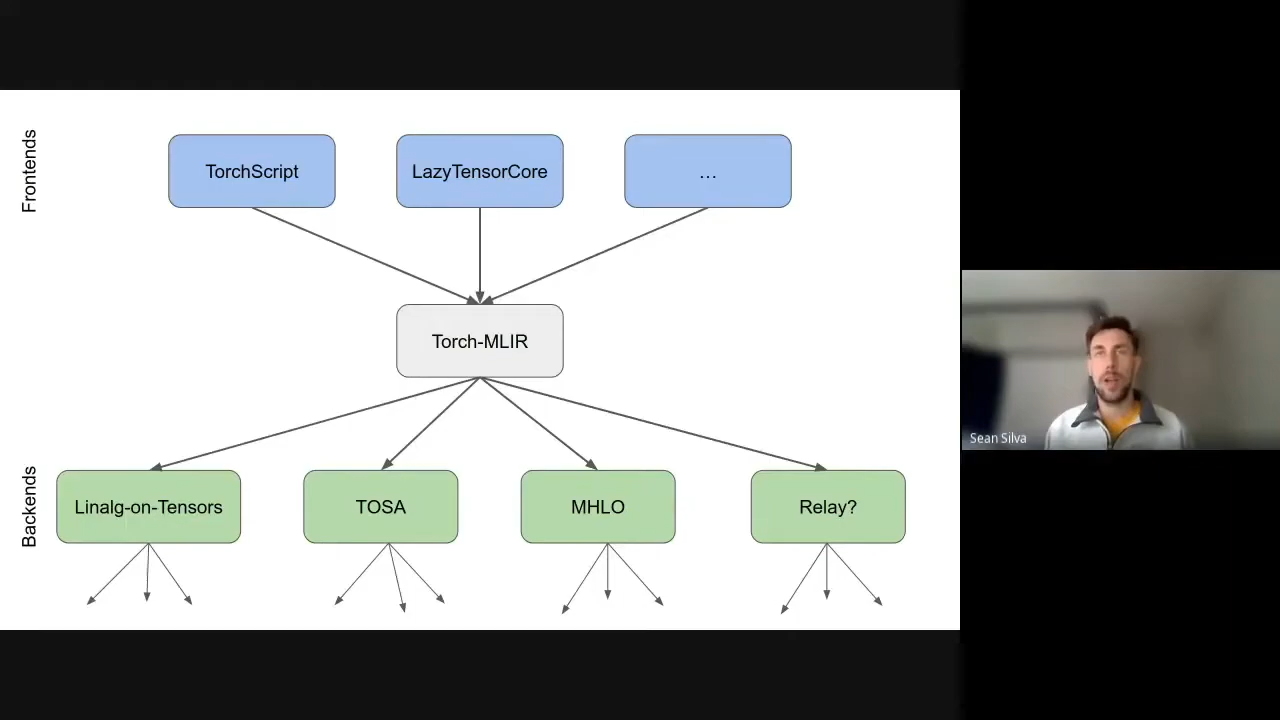 Frontends
TorchScript
LazyTensorCore
...
Torch-MLIR
Backends
Linalg-on-Tensors
TOSA
MHLO
Relay?
Sean Silva